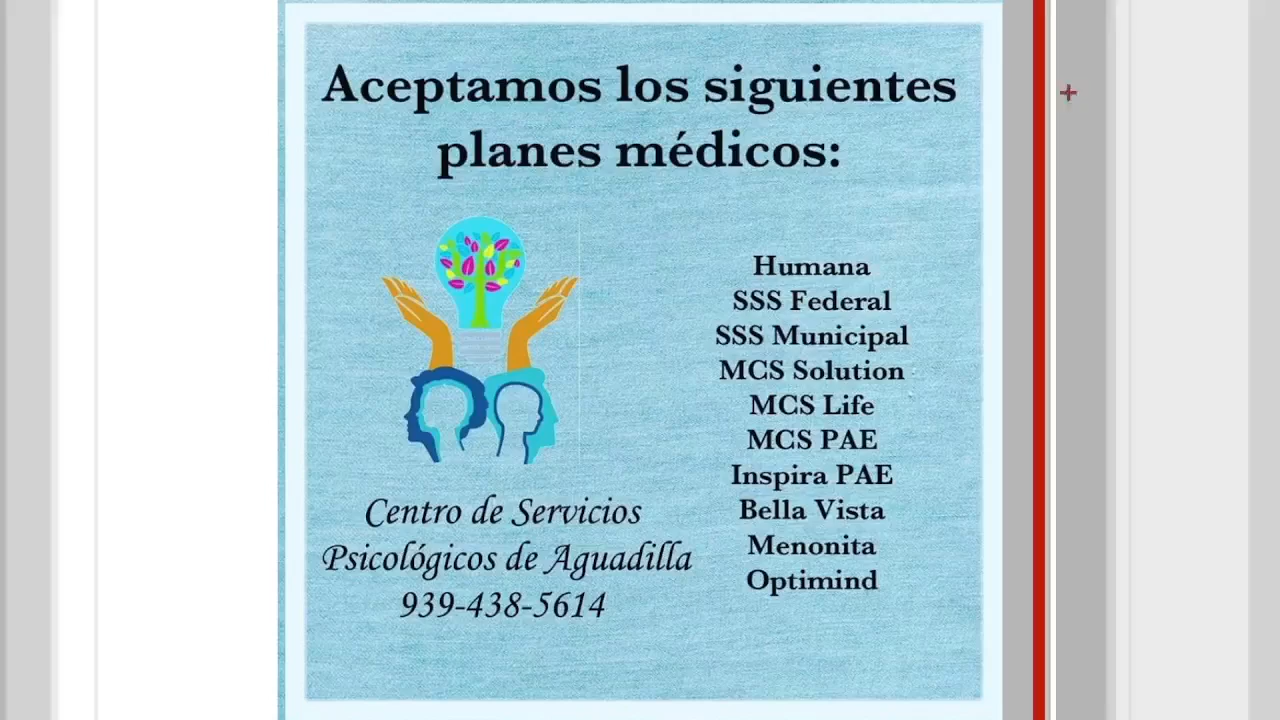 Aceptamos los siguientes
planes médicos:
Humana
SSS Federal
SSS Municipal
MCS Solution
MCS Life
MCS PAE
Inspira PAE
Bella Vista
Menonita
Optimind
Centro de Servicios
Psicológicos de Aguadilla
939-438-5614